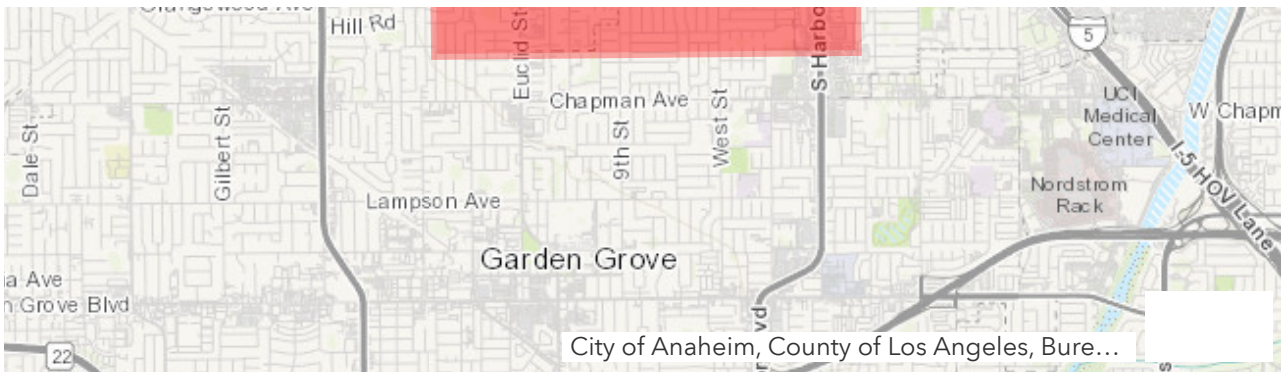 Hill Rd
Euclid St
S Harbo
5
Chapman Ave
UCI
Medical
Center
W Chapm
Dale St
Gilbert St
9th St
West St
I-5 HOV Lane
Lampson Ave
Nordstrom
Rack
Garden Grove
a Ave
n Grove Blvd
vd
22
City of Anaheim, County of Los Angeles, Bure...
s